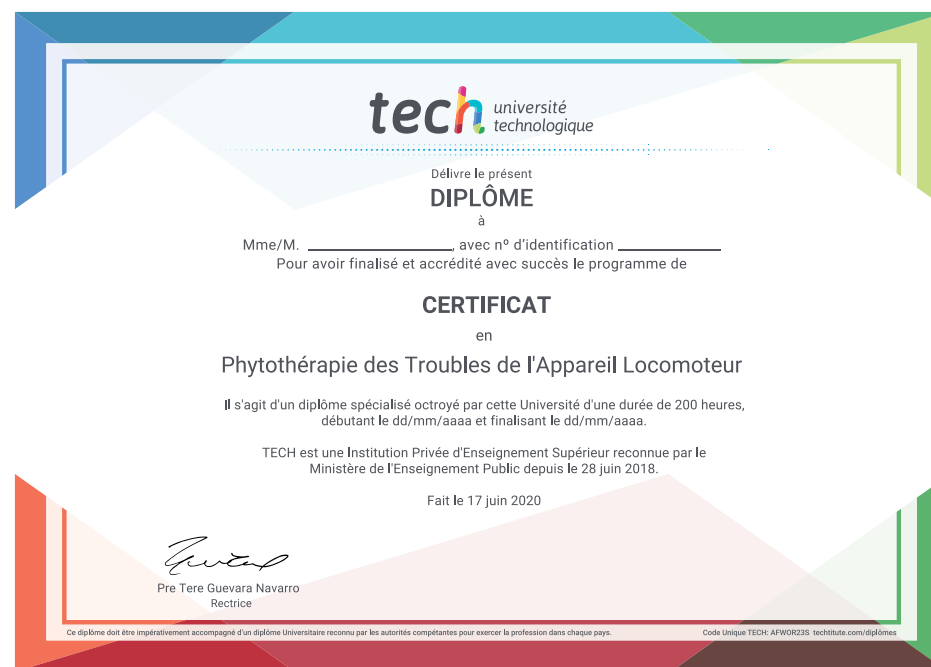 tech université
technologique
Délivre le présent
DIPLÔME
à
Mme/M. ____________, avec nº d'identification ____________
Pour avoir finalisé et accrédité avec succès le programme de
CERTIFICAT
en
Phytothérapie des Troubles de l'Appareil Locomoteur
Il s'agit d'un diplôme spécialisé octroyé par cette Université d'une durée de 200 heures,
débutant le dd/mm/aaaa et finalisant le dd/mm/aaaa.
TECH est une Institution Privée d'Enseignement Supérieur reconnue par le
Ministère de l'Enseignement Public depuis le 28 juin 2018.
Fait le 17 juin 2020
Pre Tere Guevara Navarro
Rectrice
Ce diplôme doit être impérativement accompagné d'un diplôme Universitaire reconnu par les autorités compétentes pour exercer la profession dans chaque pays.
Code Unique TECH: AFWOR23S techtitute.com/diplômes